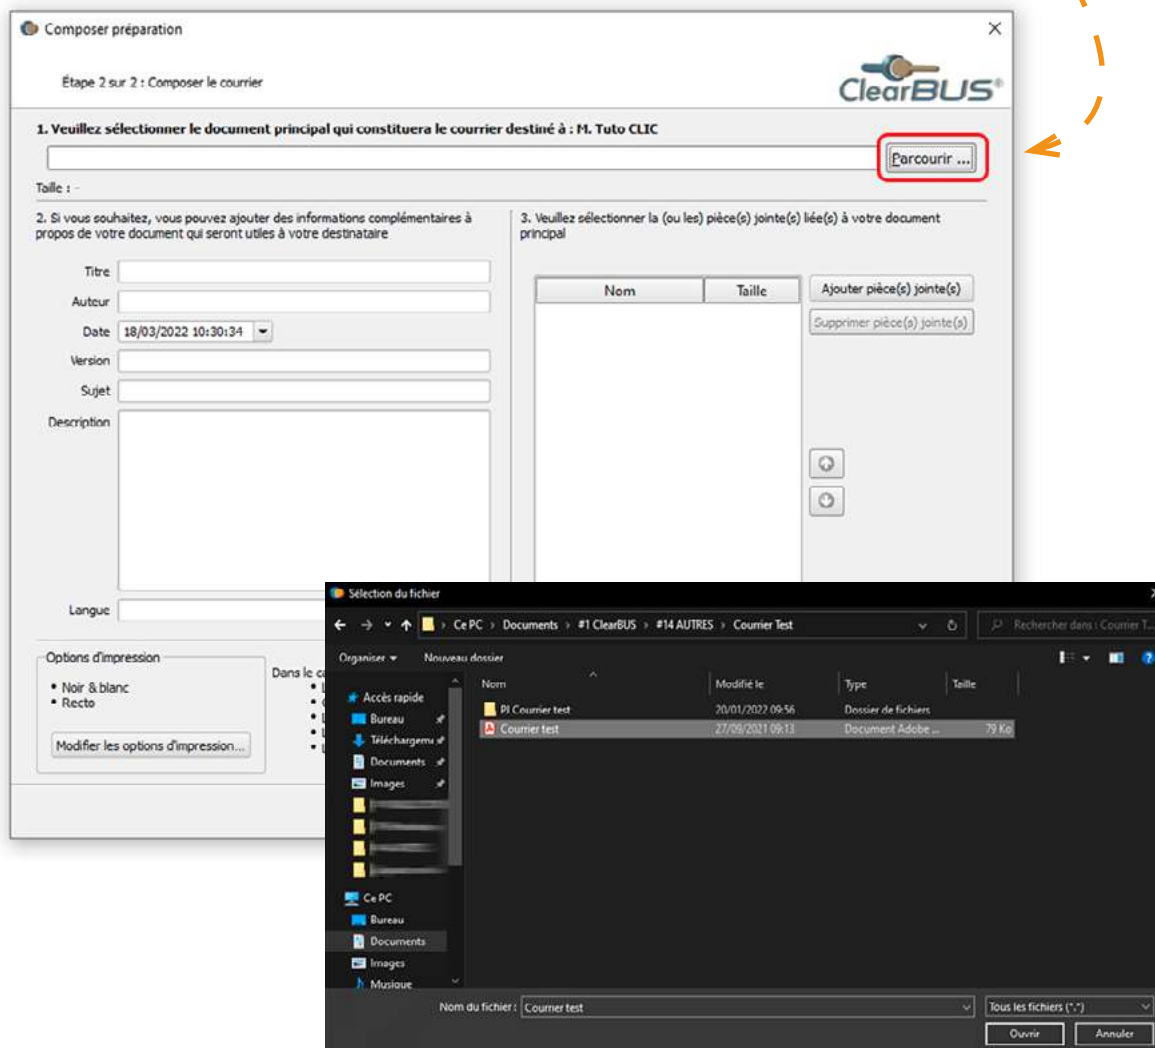 Composer préparation
Étape 2 sur 2 : Composer le courrier
ClearBUS®
1. Veuillez sélectionner le document principal qui constituera le courrier destiné à : M. Tuto CLIC
Parcourir ...
Taille : -
2. Si vous souhaitez, vous pouvez ajouter des informations complémentaires à
propos de votre document qui seront utiles à votre destinataire
Titre
Auteur
Date 18/03/2022 10:30:34
Version
Sujet
Description
Langue
3. Veuillez sélectionner la (ou les) pièce(s) jointe(s) liée(s) à votre document
principal
Nom Taille
Ajouter pièce(s) jointe(s)
Supprimer pièce(s) jointe(s)
Options d'impression
• Noir & blanc
• Recto
Modifier les options d'impression...
Dans le
Sélection du fichier
Ce PC › Documents › #1 ClearBUS › #14 AUTRES › Courrier Test
Rechercher dans : Courrier T...
Organiser Nouveau dossier
Nom Modifié le Type Taille
PJ Courrier test 20/01/2022 09:56 Dossier de fichiers
Courrier test 27/09/2021 09:13 Document Adobe ... 79 Ko
Accès rapide
Bureau
Téléchargeme
Documents
Images
Ce PC
Bureau
Documents
Images
Musique
Nom du fichier : Courrier test
Tous les fichiers (*.*)
Ouvrir Annuler